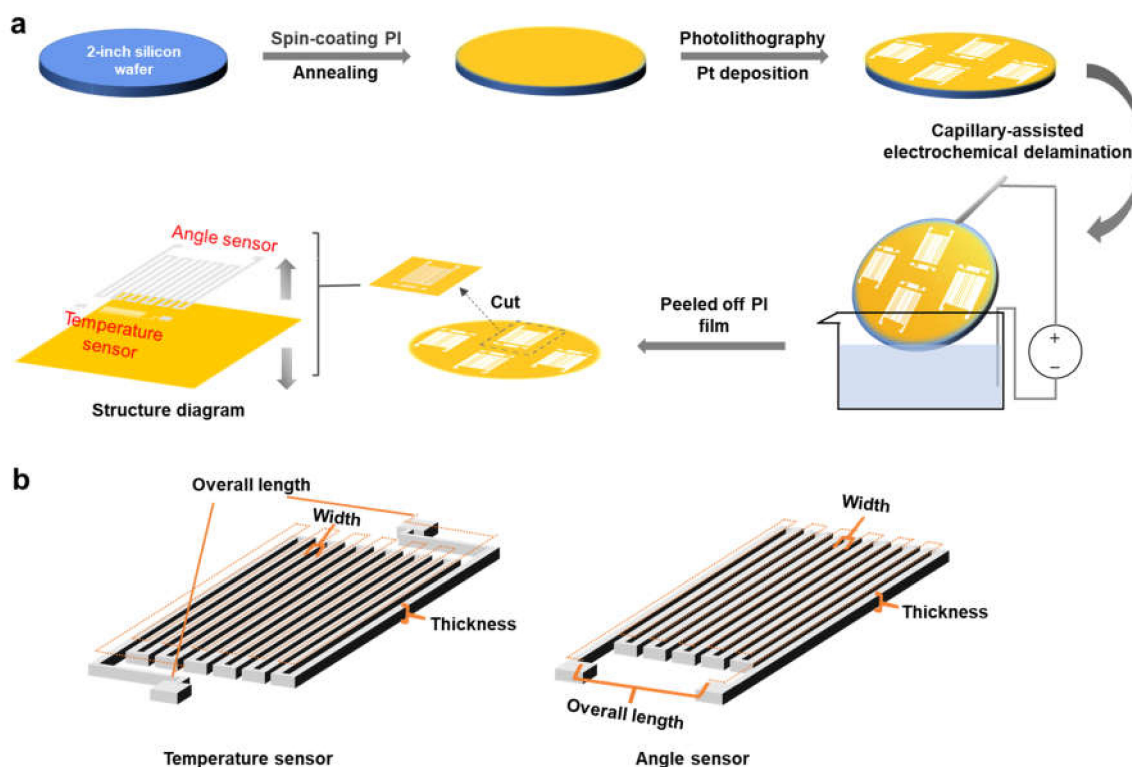 a
2-inch silicon
wafer
Spin-coating PI
Annealing
Photolithography
Pt deposition
Capillary-assisted
electrochemical delamination
+
−
Peeled off PI
film
Cut
Angle sensor
Temperature
sensor
Structure diagram
b
Overall length
Width
Thickness
Temperature sensor
Width
Thickness
Overall length
Angle sensor